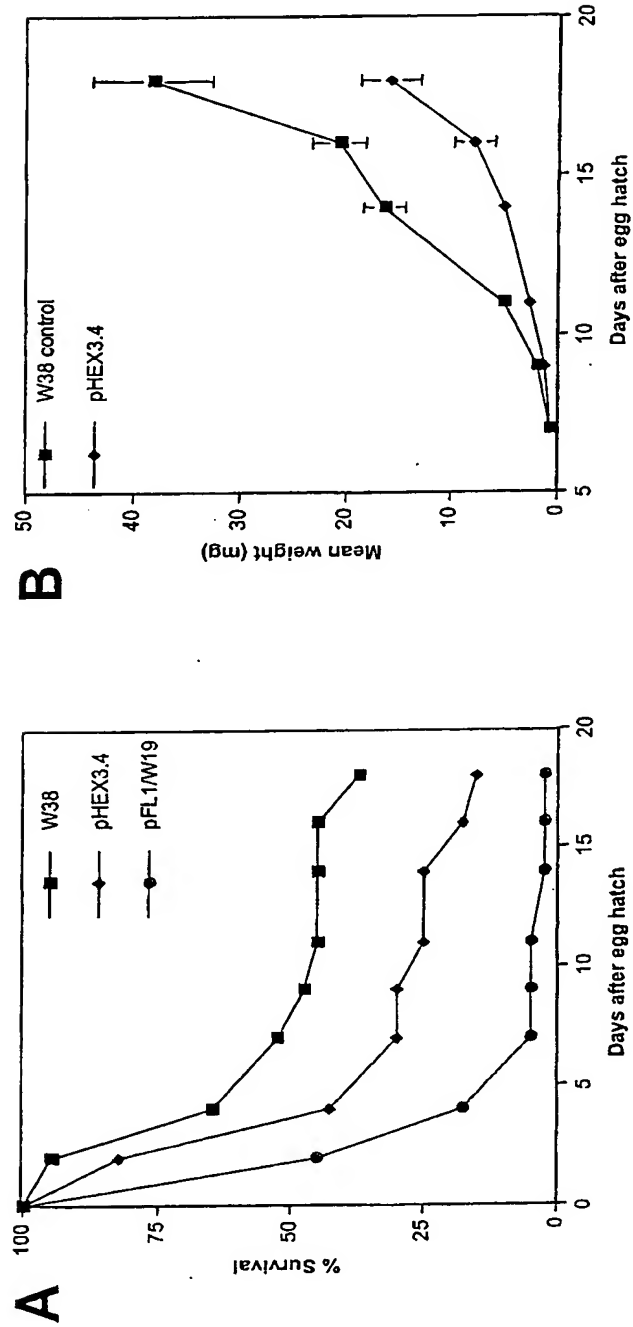 A
% Survival
100
75
50
25
0
0
5
10
15
20
Days after egg hatch
W38
pHEX3.4
pFL1/W19
B
Mean weight (mg)
50
40
30
20
10
0
5
10
15
20
Days after egg hatch
W38 control
pHEX3.4